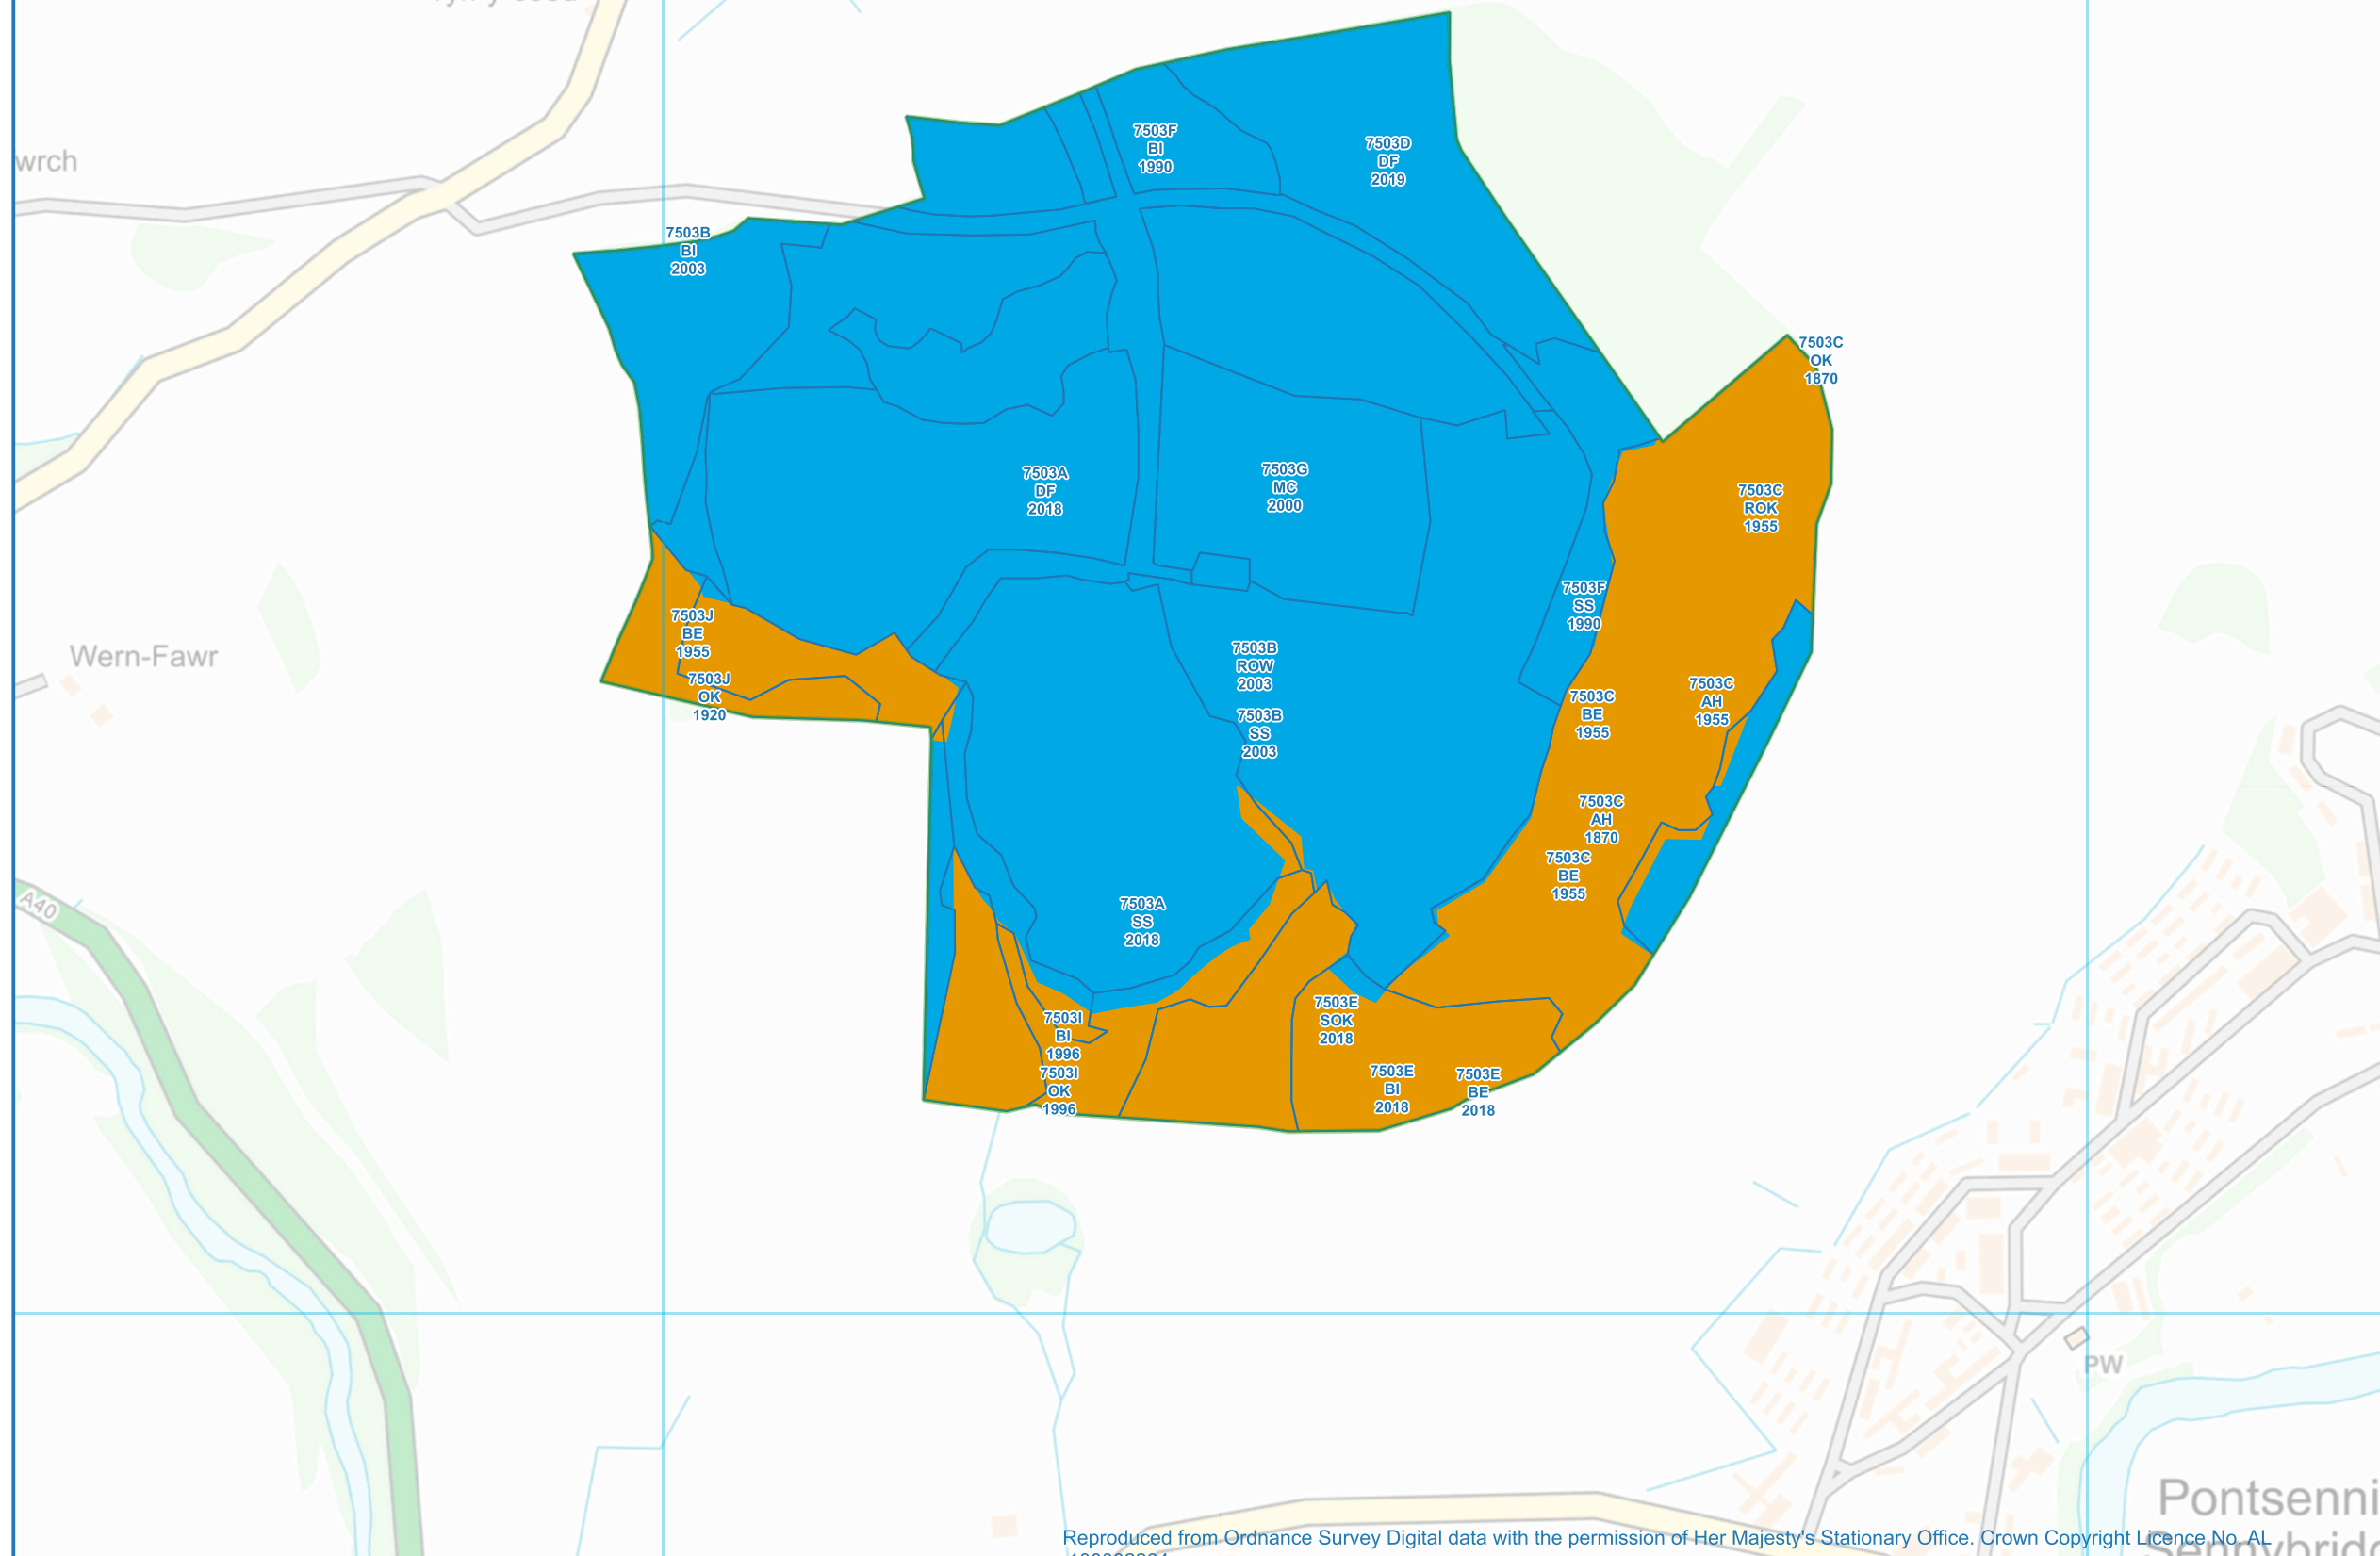 wrch
7503F
BI
1990
7503D
DF
2019
7503B
BI
2003
7503C
OK
1870
7503A
DF
2018
7503G
MC
2000
7503C
ROK
1955
7503F
SS
1990
7503J
BE
1955
Wern-Fawr
7503B
ROW
2003
7503J
OK
1920
7503C
AH
1955
7503C
BE
1955
7503B
SS
2003
7503C
AH
1870
7503C
BE
1955
A40
7503A
SS
2018
7503E
SOK
2018
7503I
BI
1996
7503I
OK
1996
7503E
BI
2018
7503E
BE
2018
PW
Pontsenni
Reproduced from Ordnance Survey Digital data with the permission of Her Majesty's Stationary Office. Crown Copyright Licence No. AL
Sennybridg